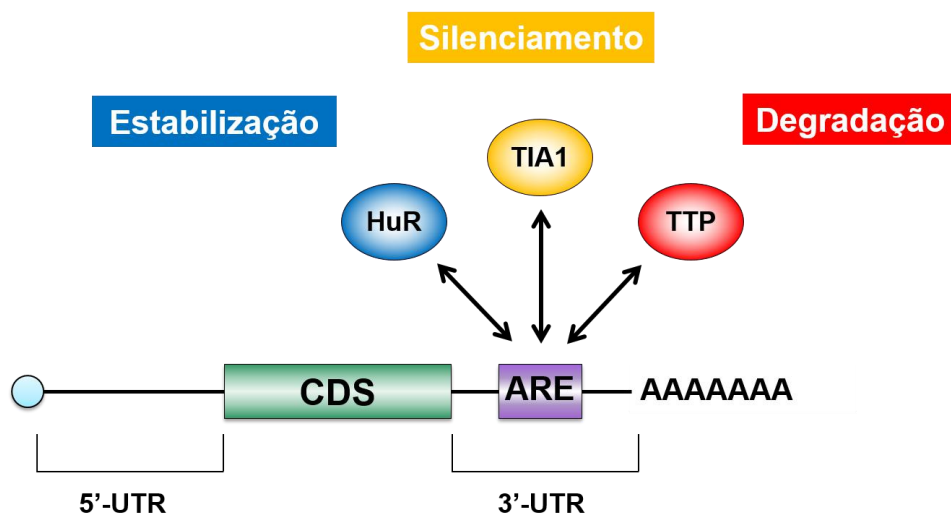 Silenciamento
Estabilização
Degradação
TIA1
HuR
TTP
CDS
ARE
AAAAAAA
5’-UTR
3’-UTR